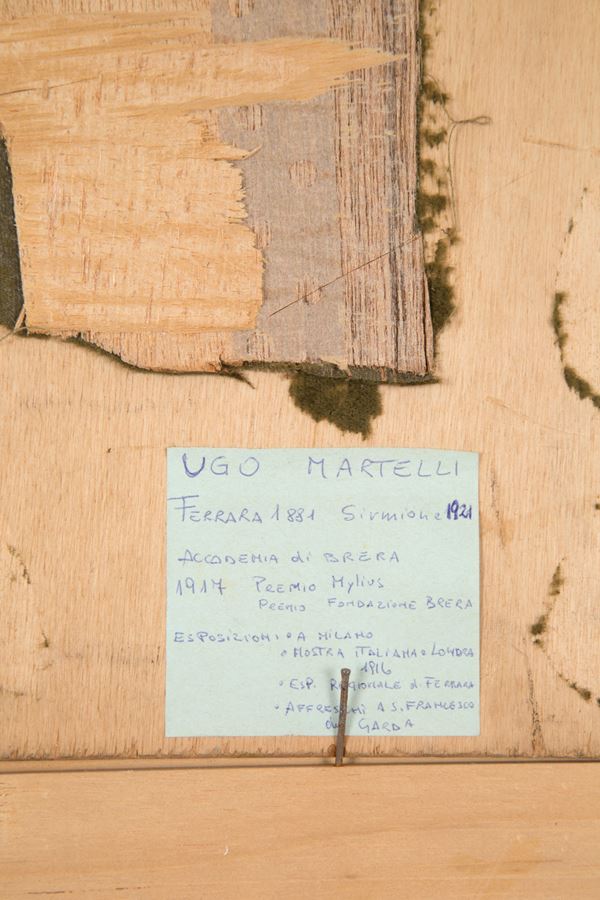 UGO MARTELLI
FERRARA 1881 Sirmione 1921
ACCADEMIA di BRERA
1917 PREMIO Mylius
PREMIO FONDAZIONE BRERA
ESPOSIZIONI • A MILANO
• MOSTRA ITALIANA a LONDRA
1916
• ESP. REGIONALE di FERRARA
• AFFRESCHI A S. FRANCESCO
GARDA